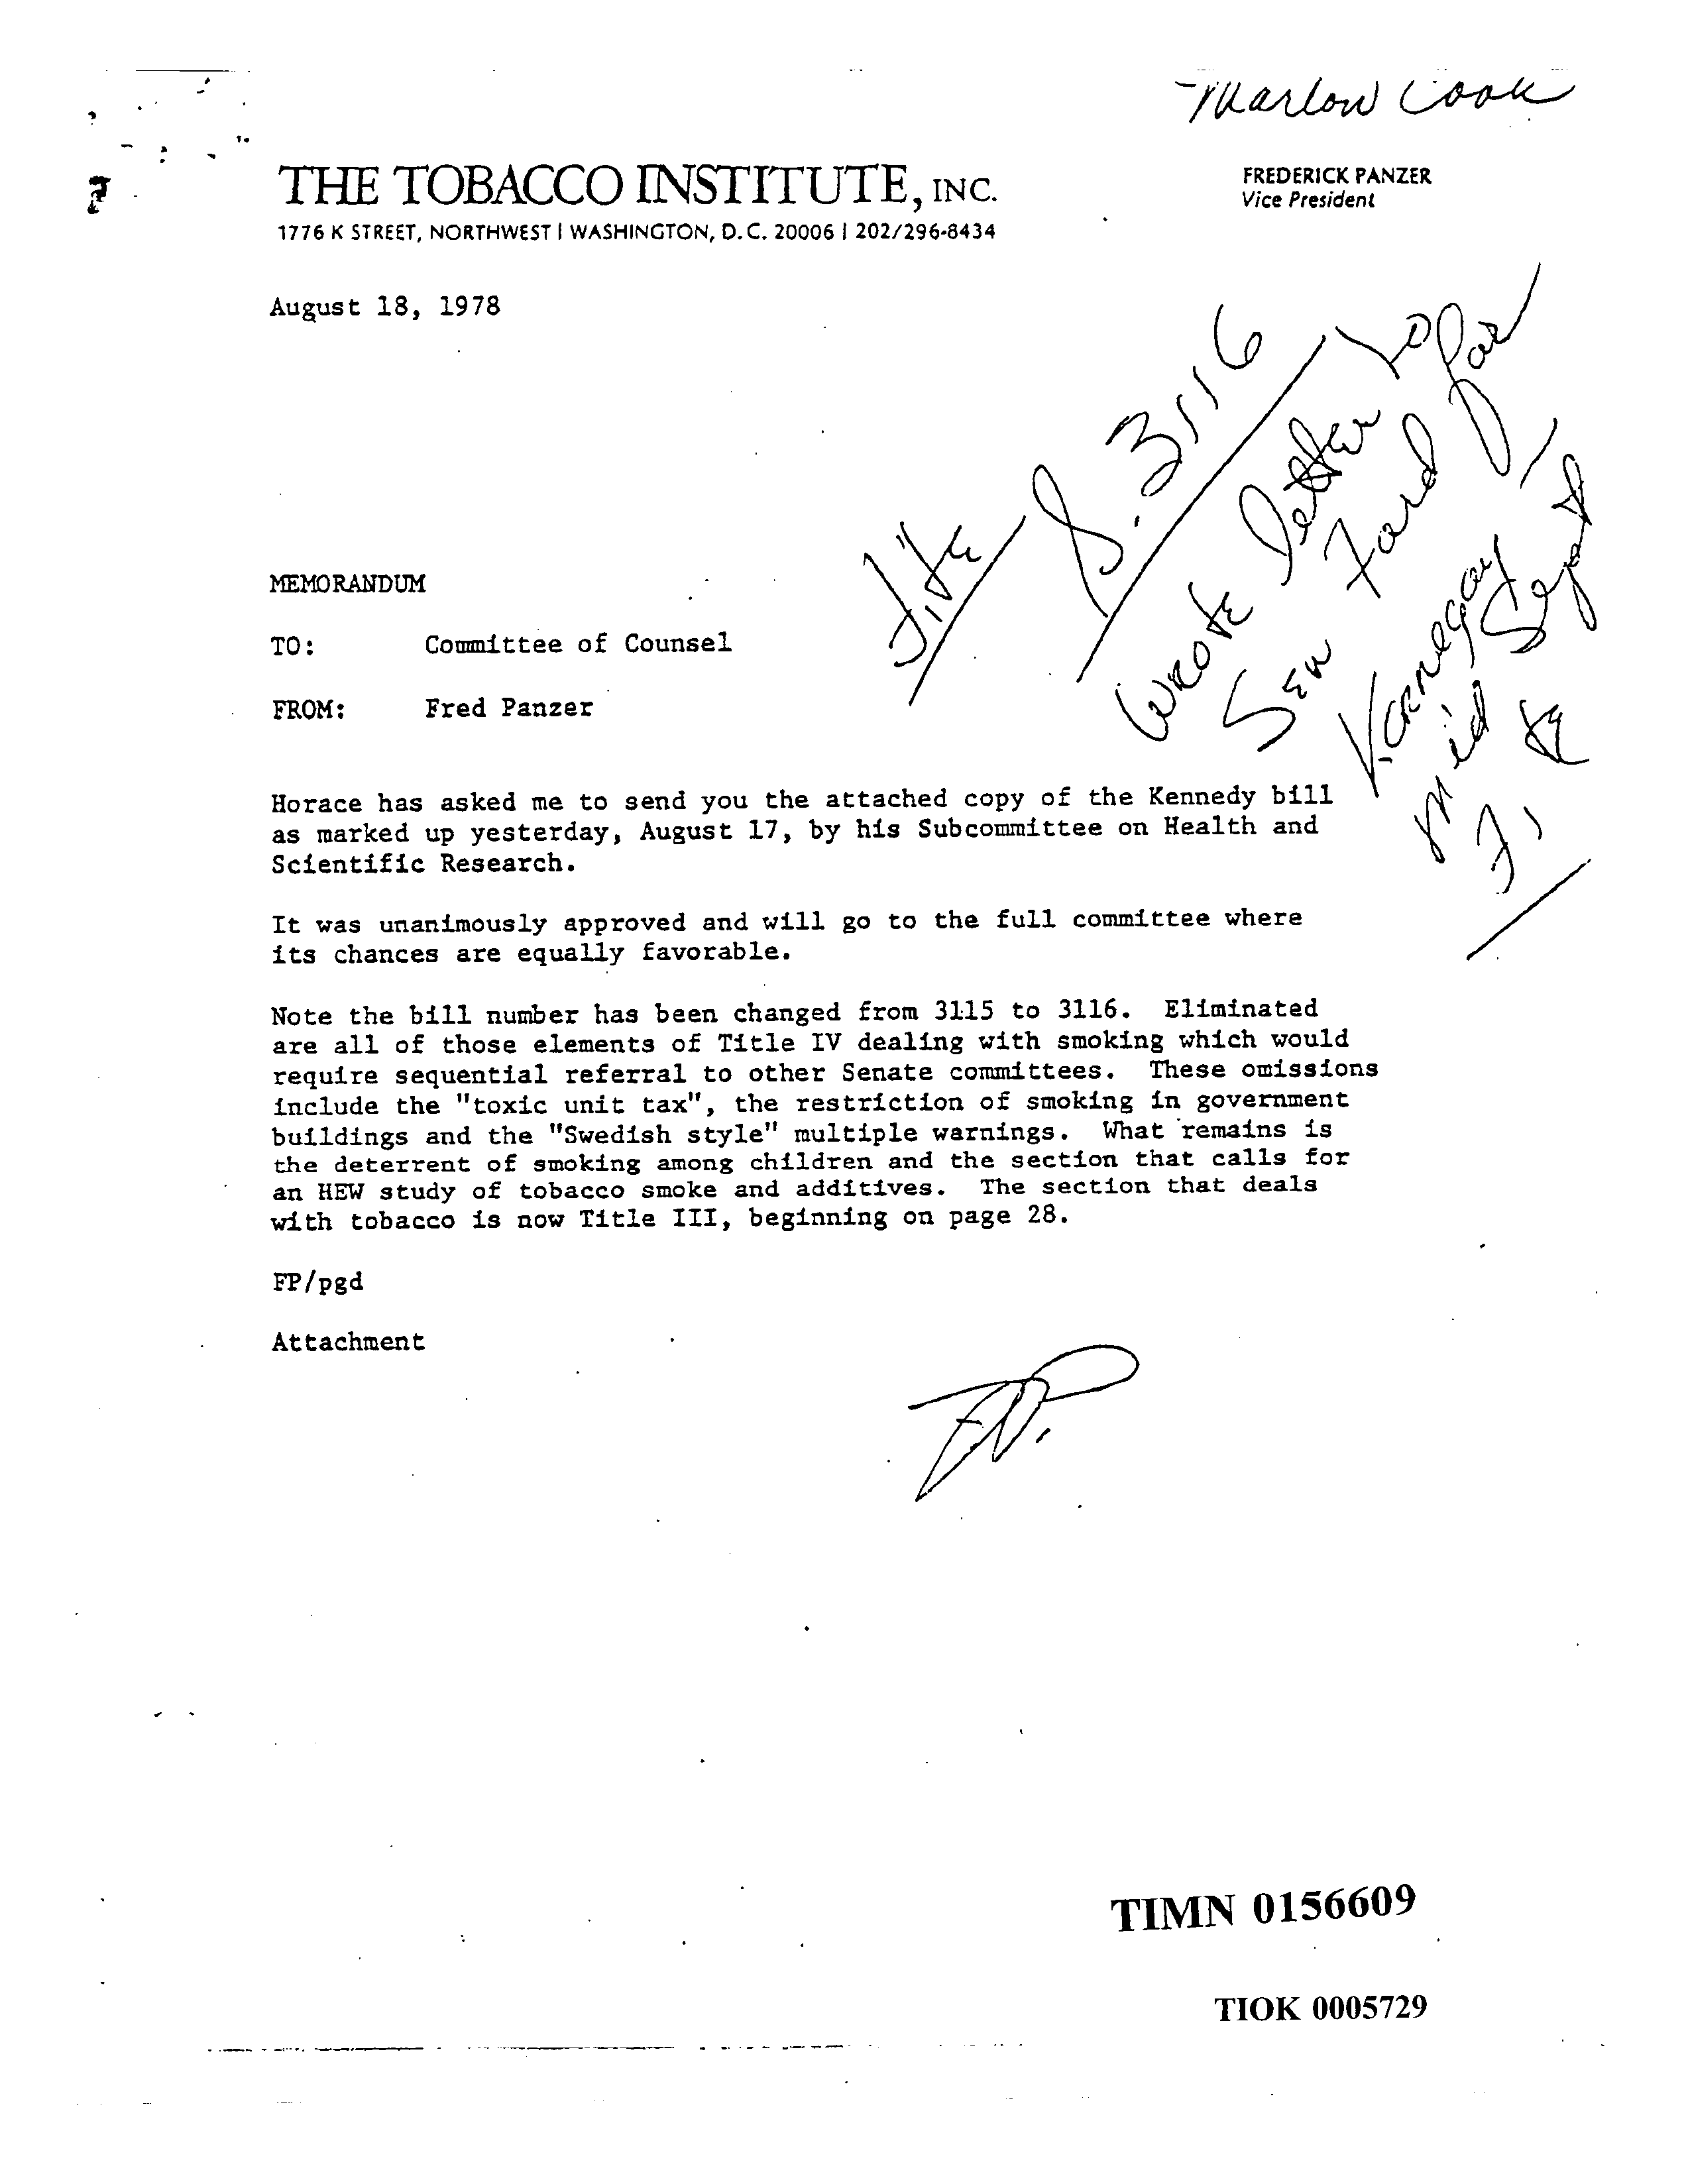 Marlow Cook
THE TOBACCO INSTITUTE, INC.
1776 K STREET, NORTHWEST | WASHINGTON, D.C. 20006 | 202/296-8434
FREDERICK PANZER
Vice President
August 18, 1978
File
S. 3116
Wrote letter to
Sen Ford for
Kornegay
Mid Sept
MEMORANDUM
TO: Committee of Counsel
FROM: Fred Panzer
Horace has asked me to send you the attached copy of the Kennedy bill
as marked up yesterday, August 17, by his Subcommittee on Health and
Scientific Research.
It was unanimously approved and will go to the full committee where
its chances are equally favorable.
Note the bill number has been changed from 3115 to 3116. Eliminated
are all of those elements of Title IV dealing with smoking which would
require sequential referral to other Senate committees. These omissions
include the "toxic unit tax", the restriction of smoking in government
buildings and the "Swedish style" multiple warnings. What remains is
the deterrent of smoking among children and the section that calls for
an HEW study of tobacco smoke and additives. The section that deals
with tobacco is now Title III, beginning on page 28.
FP/pgd
Attachment
TIMN 0156609
TIOK 0005729